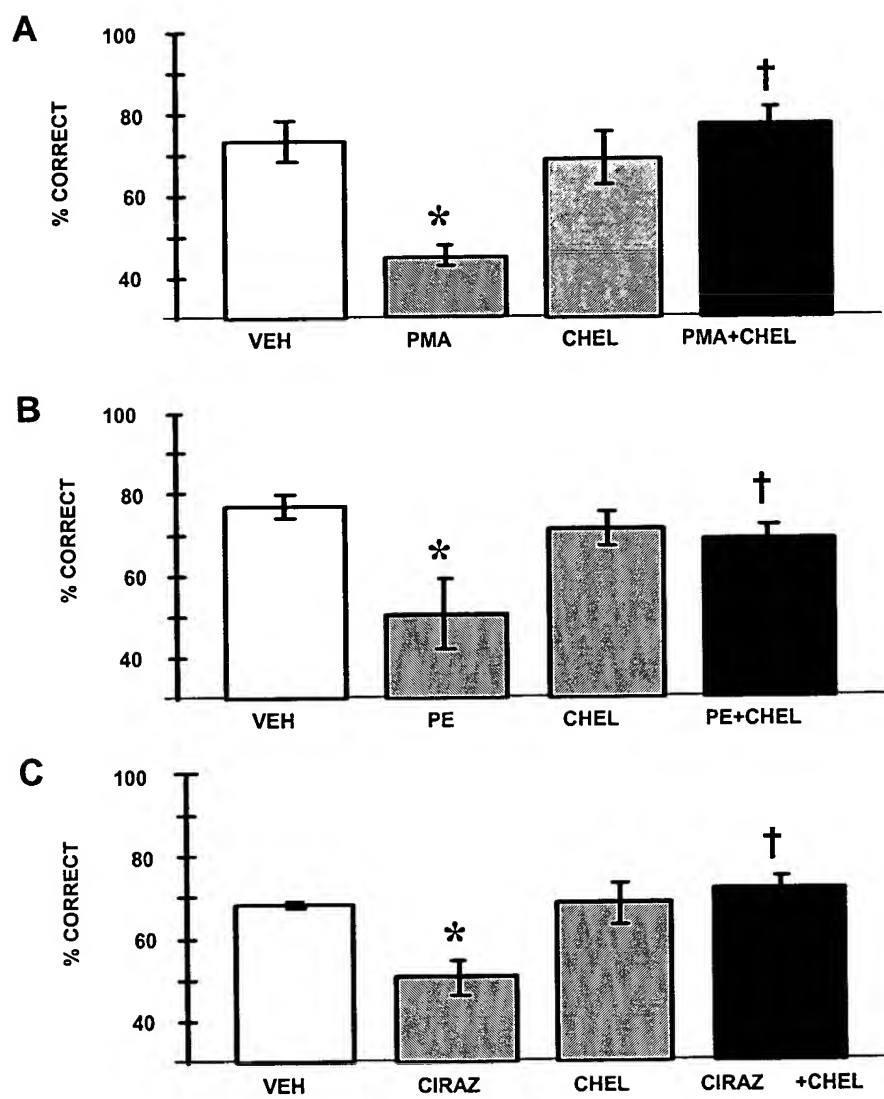 A
100
80
60
40
% CORRECT
*
†
VEH PMA CHEL PMA+CHEL
B
100
80
60
40
% CORRECT
*
†
VEH PE CHEL PE+CHEL
C
100
80
60
40
% CORRECT
*
†
VEH CIRAZ CHEL CIRAZ +CHEL